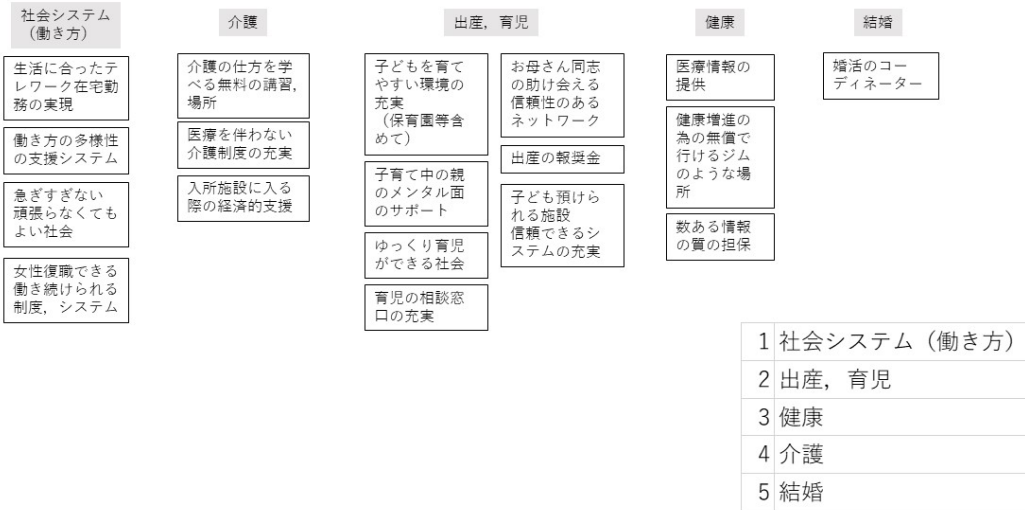 社会システム
（働き方）
生活に合ったテ
レワーク在宅勤
務の実現
働き方の多様性
の支援システム
急ぎすぎない
頑張らなくても
よい社会
女性復職できる
働き続けられる
制度，システム
介護
介護の仕方を学
べる無料の講習，
場所
医療を伴わない
介護制度の充実
入所施設に入る
際の経済的支援
出産，育児
子どもを育て
やすい環境の
充実
（保育園等含
めて）
子育て中の親
のメンタル面
のサポート
ゆっくり育児
ができる社会
育児の相談窓
口の充実
お母さん同志
の助け会える
信頼性のある
ネットワーク
出産の報奨金
子ども預けら
れる施設
信頼できるシ
ステムの充実
健康
医療情報の
提供
健康増進の
為の無償で
行けるジム
のような場
所
数ある情報
の質の担保
結婚
婚活のコー
ディネーター
1 社会システム（働き方）
2 出産，育児
3 健康
4 介護
5 結婚